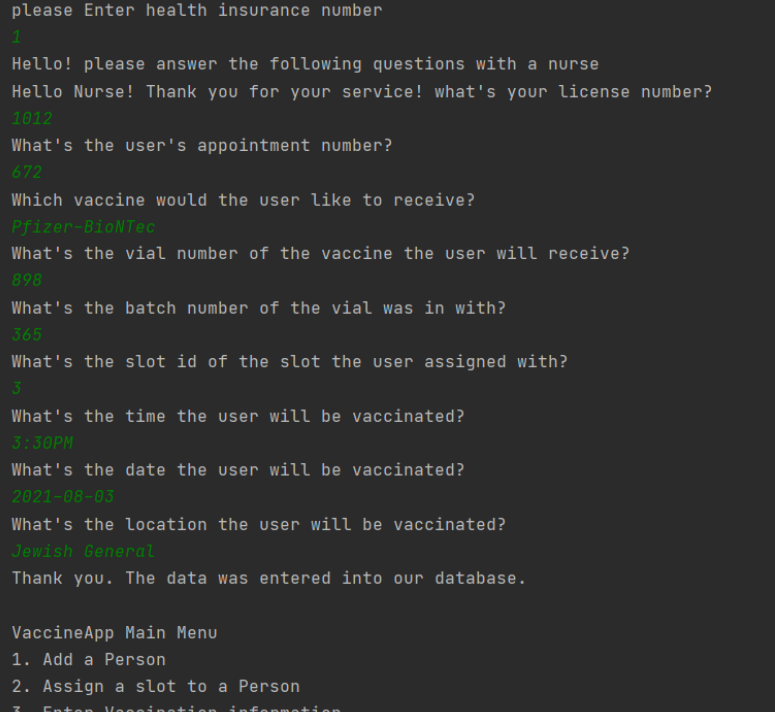 please Enter health insurance number
1
Hello! please answer the following questions with a nurse
Hello Nurse! Thank you for your service! what's your license number?
1012
What's the user's appointment number?
672
Which vaccine would the user like to receive?
Pfizer-BioNTec
What's the vial number of the vaccine the user will receive?
898
What's the batch number of the vial was in with?
365
What's the slot id of the slot the user assigned with?
3
What's the time the user will be vaccinated?
3:30PM
What's the date the user will be vaccinated?
2021-08-03
What's the location the user will be vaccinated?
Jewish General
Thank you. The data was entered into our database.
VaccineApp Main Menu
1. Add a Person
2. Assign a slot to a Person
3. Enter Vaccination information